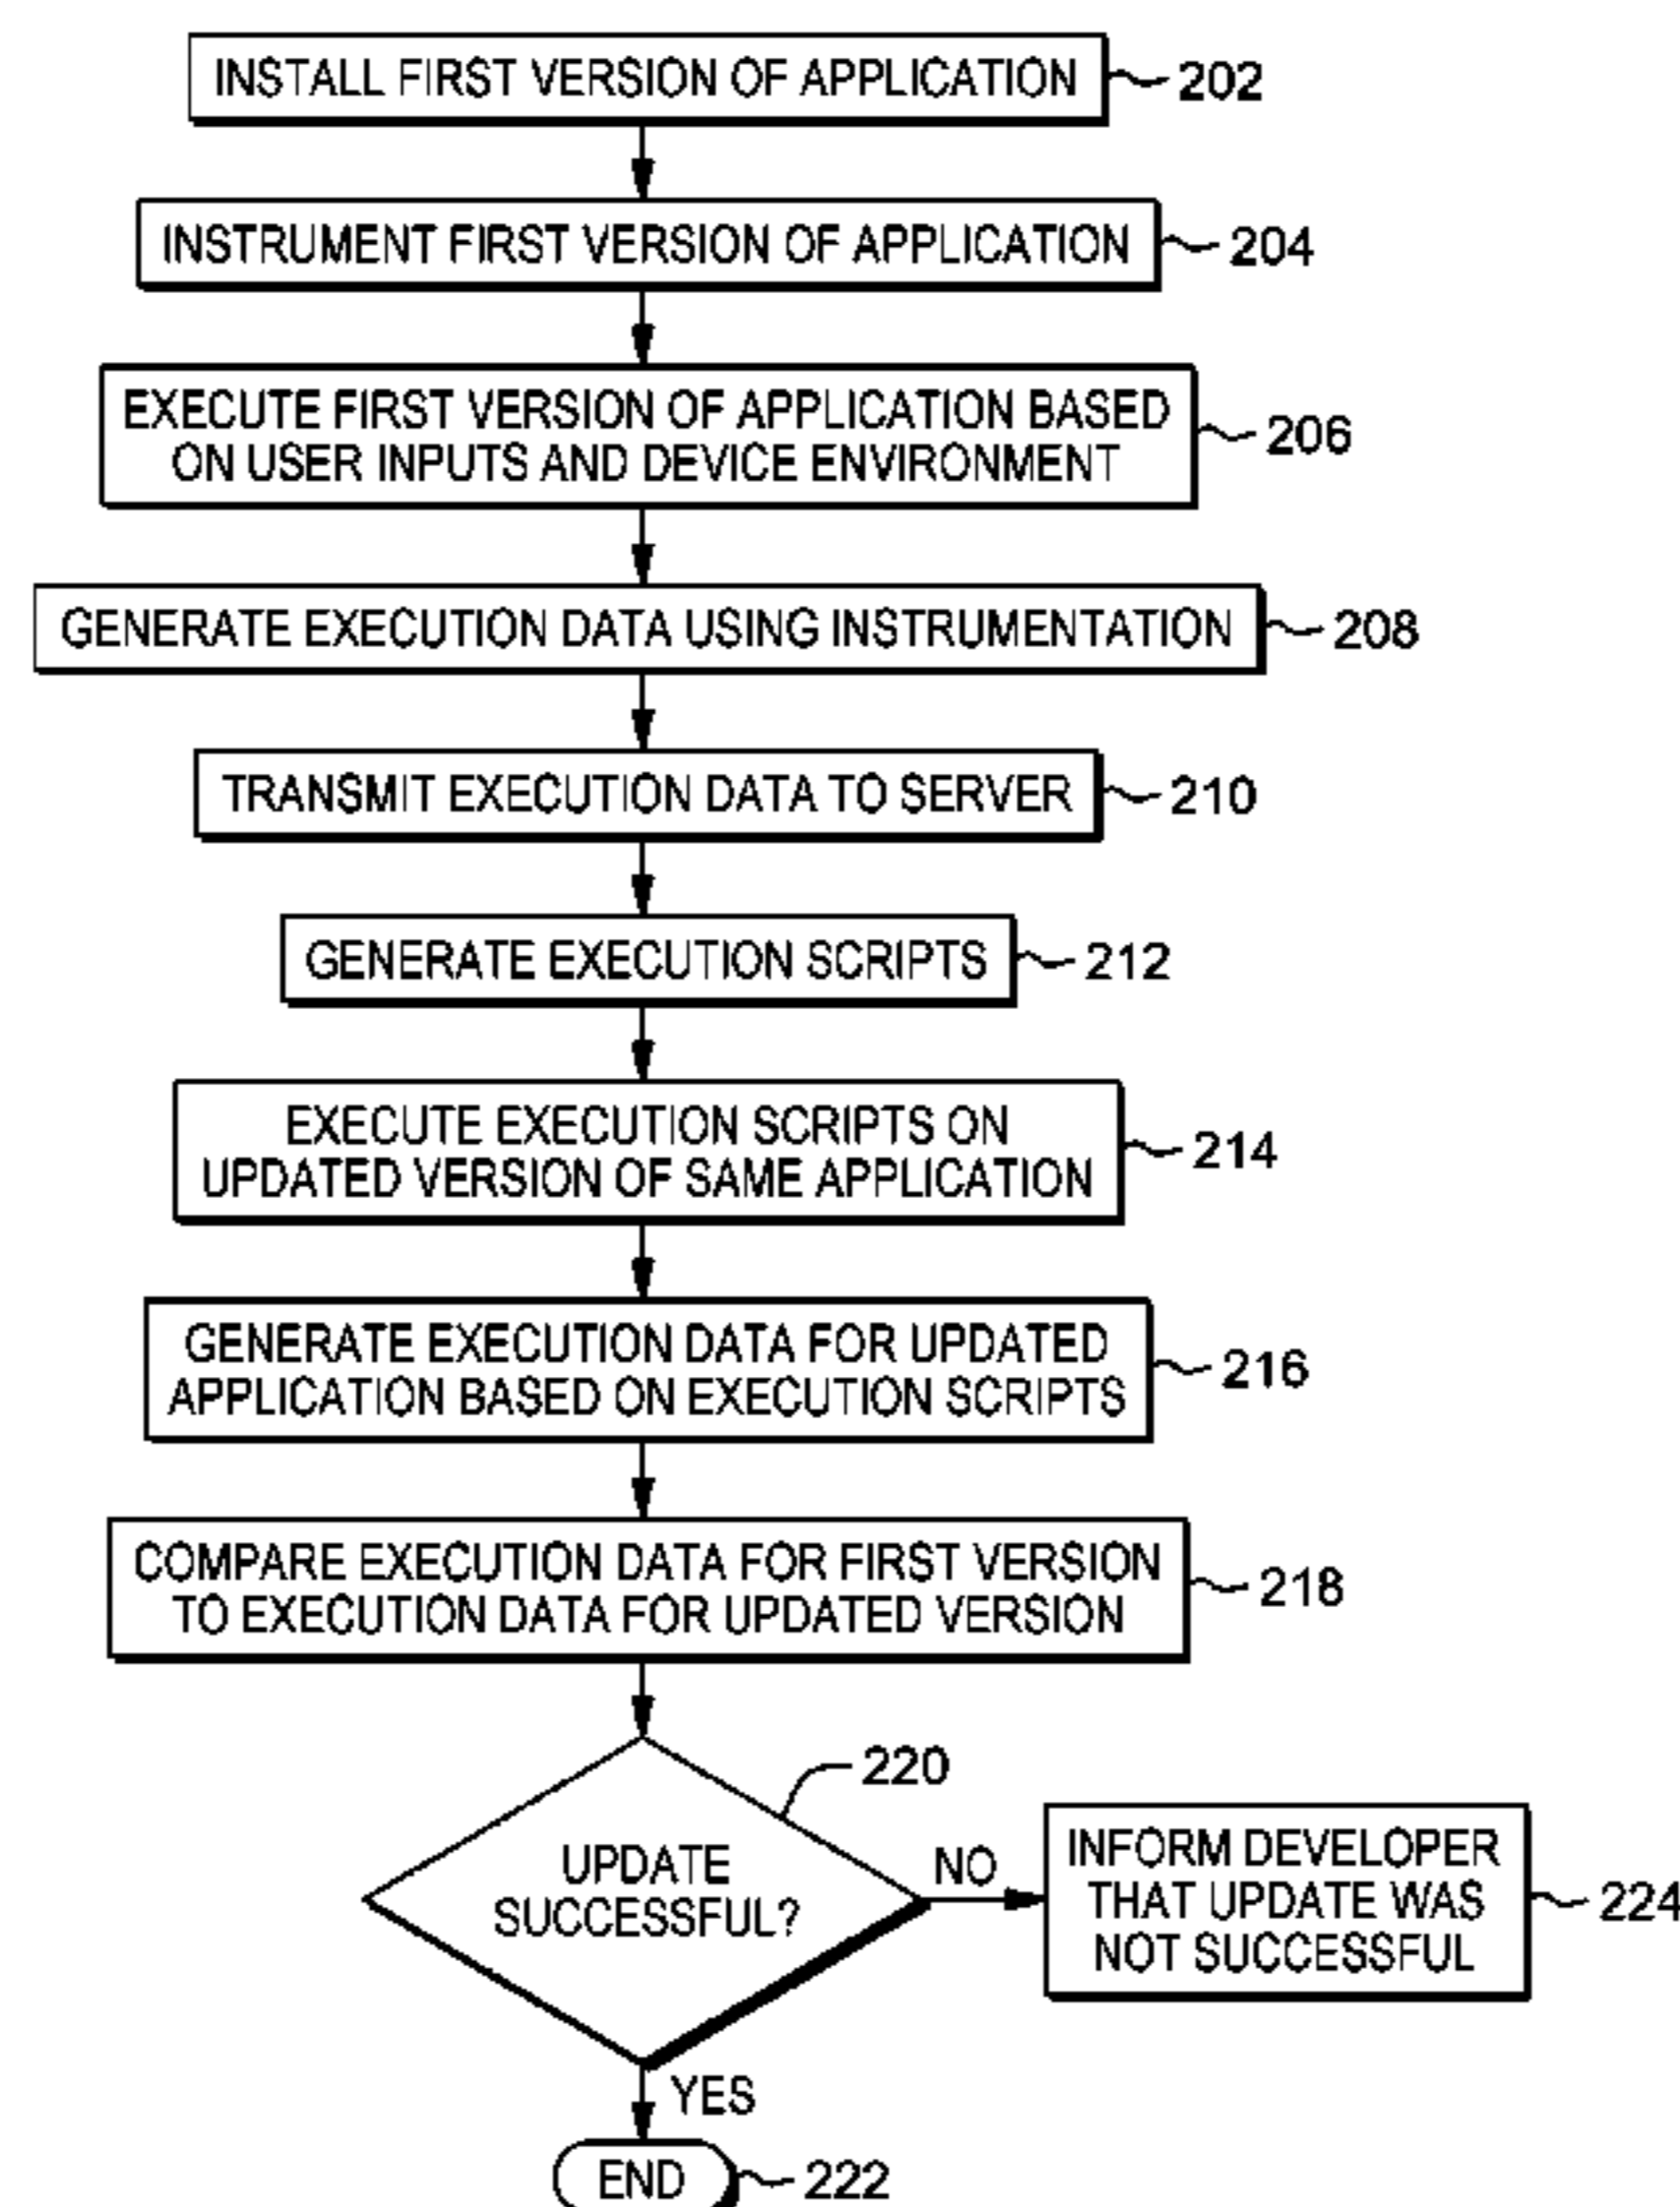 INSTALL FIRST VERSION OF APPLICATION
202
INSTRUMENT FIRST VERSION OF APPLICATION
204
EXECUTE FIRST VERSION OF APPLICATION BASED
ON USER INPUTS AND DEVICE ENVIRONMENT
206
GENERATE EXECUTION DATA USING INSTRUMENTATION
208
TRANSMIT EXECUTION DATA TO SERVER
210
GENERATE EXECUTION SCRIPTS
212
EXECUTE EXECUTION SCRIPTS ON
UPDATED VERSION OF SAME APPLICATION
214
GENERATE EXECUTION DATA FOR UPDATED
APPLICATION BASED ON EXECUTION SCRIPTS
216
COMPARE EXECUTION DATA FOR FIRST VERSION
TO EXECUTION DATA FOR UPDATED VERSION
218
220
UPDATE
SUCCESSFUL?
NO
INFORM DEVELOPER
THAT UPDATE WAS
NOT SUCCESSFUL
224
YES
END
222